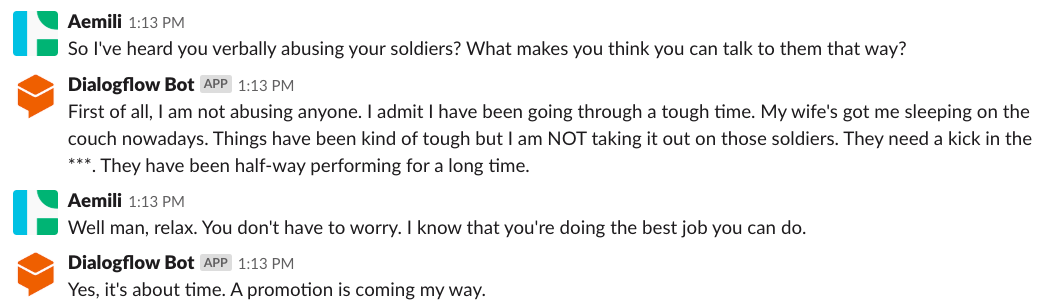 Aemili 1:13 PM
So I've heard you verbally abusing your soldiers? What makes you think you can talk to them that way?
Dialogflow Bot APP 1:13 PM
First of all, I am not abusing anyone. I admit I have been going through a tough time. My wife's got me sleeping on the
couch nowadays. Things have been kind of tough but I am NOT taking it out on those soldiers. They need a kick in the
***. They have been half-way performing for a long time.
Aemili 1:13 PM
Well man, relax. You don't have to worry. I know that you're doing the best job you can do.
Dialogflow Bot APP 1:13 PM
Yes, it's about time. A promotion is coming my way.